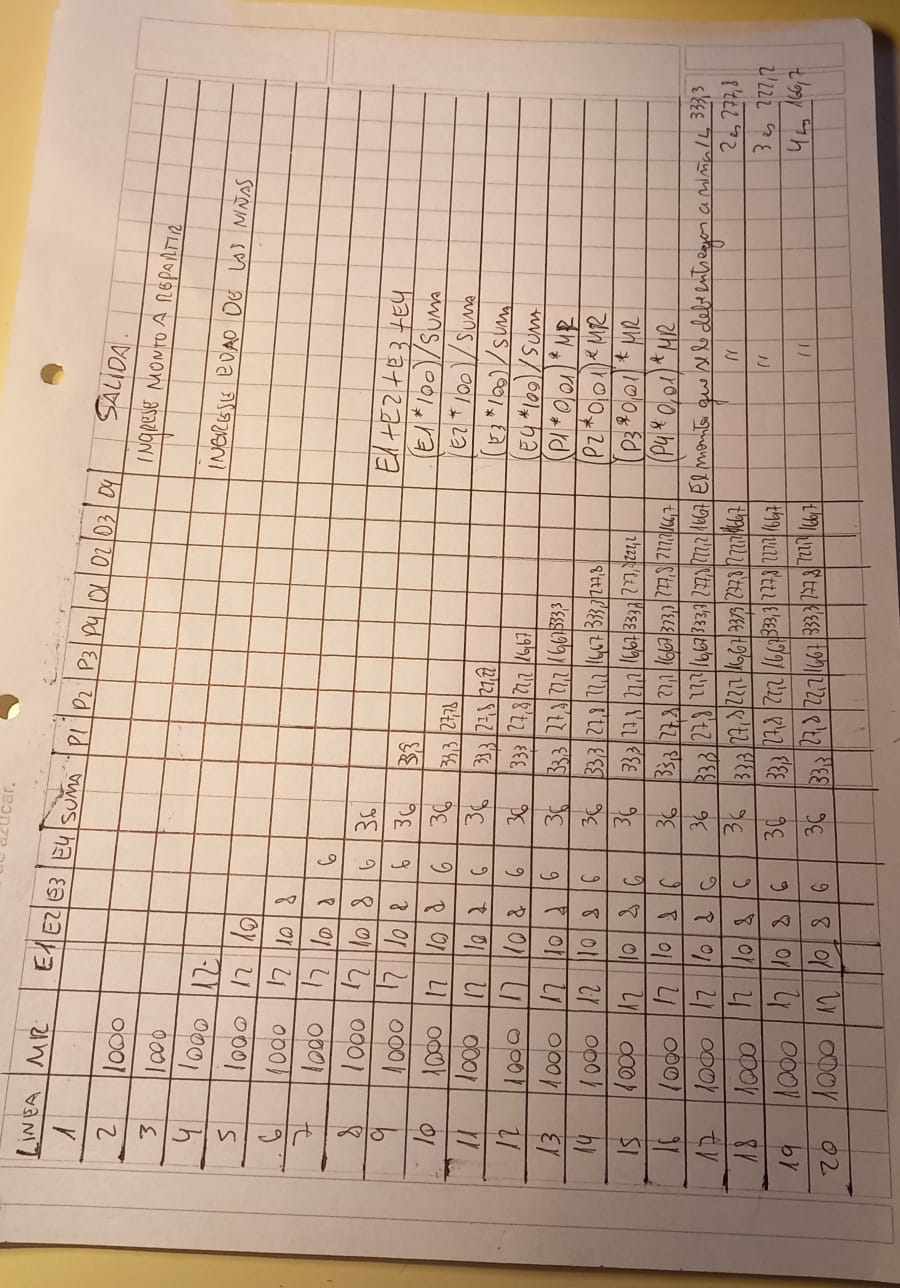 de azúcar.
LINEA MR E1 E2 E3 E4 SUMA P1 P2 P3 P4 D1 D2 D3 D4 SALIDA.
1 INGRESE MONTO A REPARTIR
2 1000
3 1000 INGRESE EDAD DE LAS NIÑAS
4 1000 12
5 1000 12 10
6 1000 12 10 8
7 1000 12 10 8 6
8 1000 12 10 8 6 36 E1+E2+E3+E4
9 1000 12 10 8 6 36 33,3 (E1*100)/SUMA
10 1000 12 10 8 6 36 33,3 27,8 (E2*100)/SUMA
11 1000 12 10 8 6 36 33,3 27,8 22,22 (E3*100)/SUMA
12 1000 12 10 8 6 36 33,3 27,8 22,2 16,67 (E4*100)/SUMA
13 1000 12 10 8 6 36 33,3 27,8 22,2 16,67 333,3 (P1*0,01)*MR
14 1000 12 10 8 6 36 33,3 27,8 22,2 16,67 333,3 277,8 (P2*0,01)*MR
15 1000 12 10 8 6 36 33,3 27,8 22,2 16,67 333,3 277,8 222,2 (P3*0,01)*MR
16 1000 12 10 8 6 36 33,3 27,8 22,2 16,67 333,3 277,8 222,2 166,7 (P4*0,01)*MR
17 1000 12 10 8 6 36 33,3 27,8 22,2 16,67 333,3 277,8 222,2 166,7 El monto que se le debe entregar a niña 1 ↳ 333,3
18 1000 12 10 8 6 36 33,3 27,8 22,2 16,67 333,3 277,8 222,2 166,7 " 2 ↳ 277,8
19 1000 12 10 8 6 36 33,3 27,8 22,2 16,67 333,3 277,8 222,2 166,7 " 3 ↳ 222,2
20 1000 12 10 8 6 36 33,3 27,8 22,2 16,67 333,3 277,8 222,2 166,7 " 4 ↳ 166,7